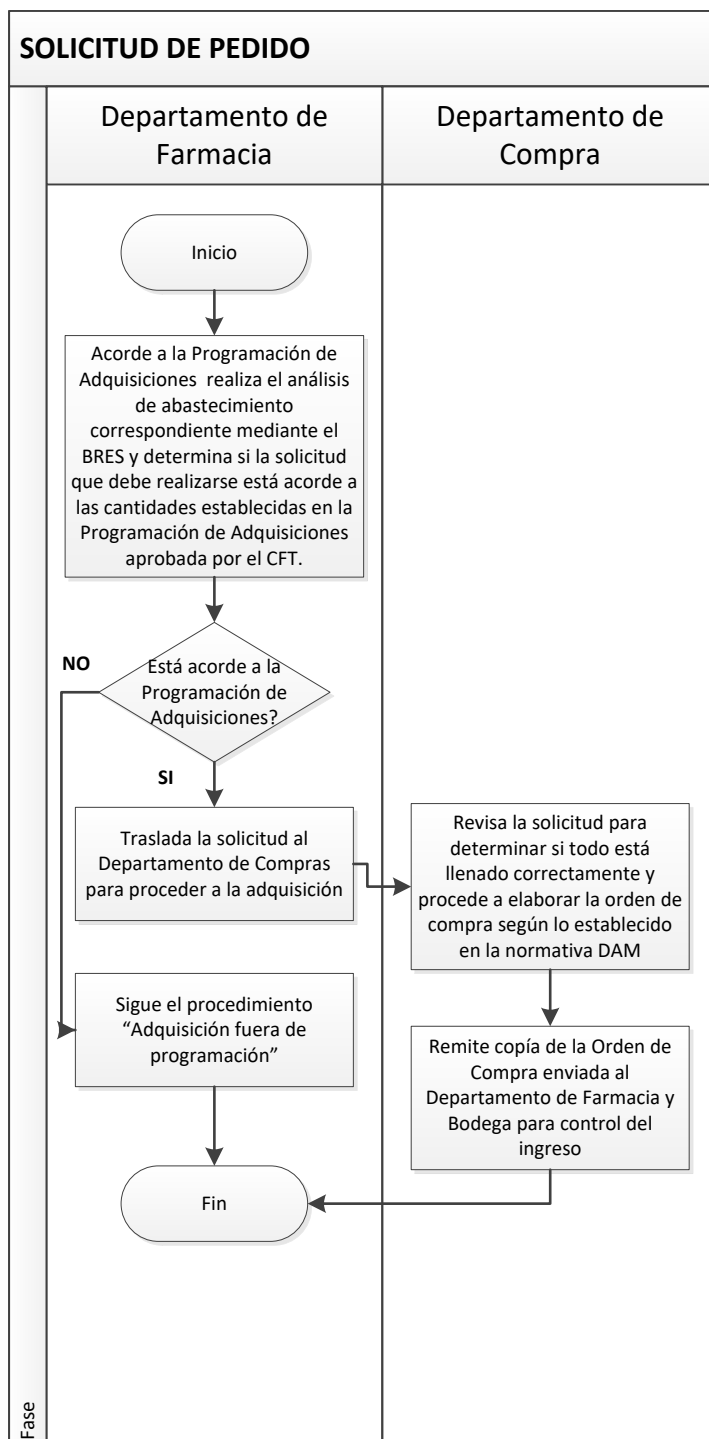 SOLICITUD DE PEDIDO
Departamento de
Farmacia
Departamento de
Compra
Inicio
Acorde a la Programación de
Adquisiciones realiza el análisis
de abastecimiento
correspondiente mediante el
BRES y determina si la solicitud
que debe realizarse está acorde a
las cantidades establecidas en la
Programación de Adquisiciones
aprobada por el CFT.
NO
Está acorde a la
Programación de
Adquisiciones?
SI
Traslada la solicitud al
Departamento de Compras
para proceder a la adquisición
Revisa la solicitud para
determinar si todo está
llenado correctamente y
procede a elaborar la orden de
compra según lo establecido
en la normativa DAM
Sigue el procedimiento
“Adquisición fuera de
programación”
Remite copía de la Orden de
Compra enviada al
Departamento de Farmacia y
Bodega para control del
ingreso
Fin
Fase